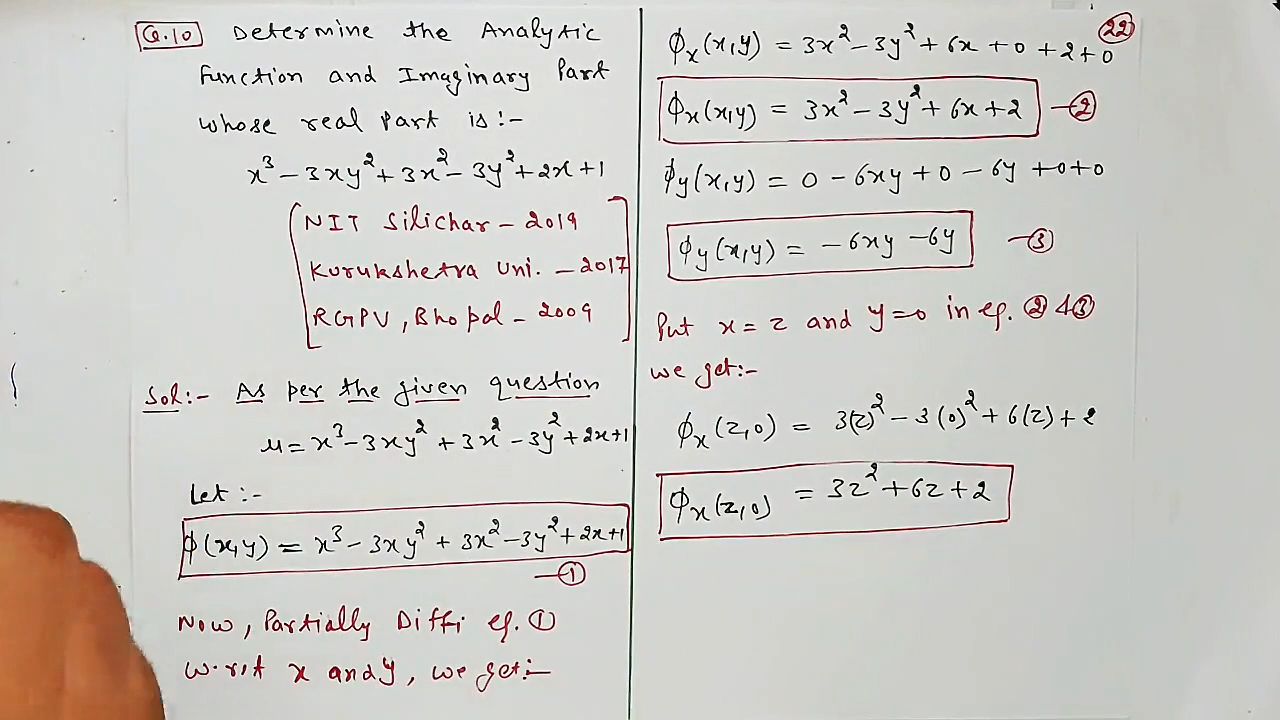 Q.10 Determine the Analytic
Function and Imaginary Part
whose real part is :-
x³ - 3xy² + 3x² - 3y² + 2x + 1
[NIT Silichar - 2019
Kurukshetra Uni. - 2017
RGPV, Bhopal - 2009]
Sol:- As per the given question
u = x³ - 3xy² + 3x² - 3y² + 2x + 1
Let :-
ϕ(x,y) = x³ - 3xy² + 3x² - 3y² + 2x + 1
—①
Now, Partially Diffi eq. ①
w.r.t x and y, we get:-
22
ϕx(x,y) = 3x² - 3y² + 6x + 0 + 2 + 0
ϕx(x,y) = 3x² - 3y² + 6x + 2 —②
ϕy(x,y) = 0 - 6xy + 0 - 6y + 0 + 0
ϕy(x,y) = -6xy - 6y —③
Put x = z and y = 0 in eq. ② & ③
we get:-
ϕx(z,0) = 3(z)² - 3(0)² + 6(z) + 2
ϕx(z,0) = 3z² + 6z + 2